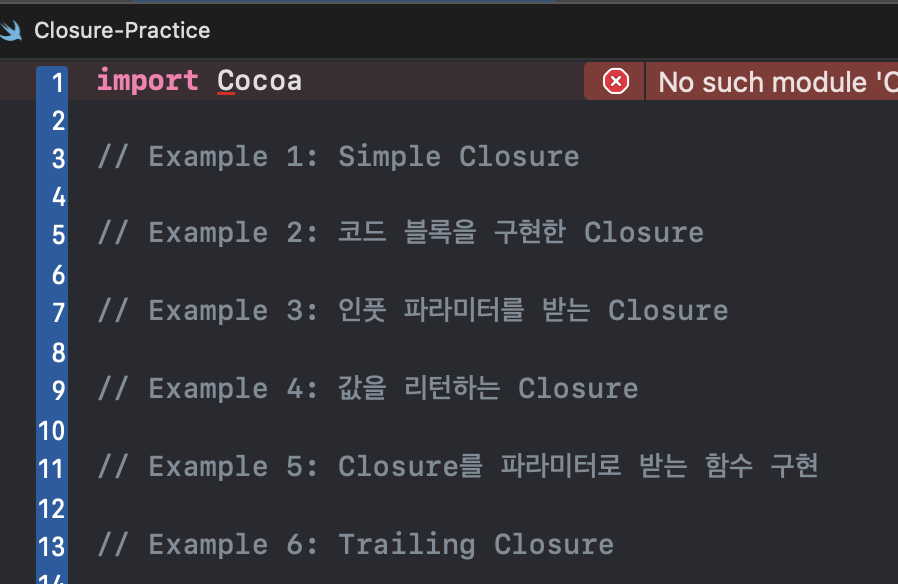 Closure-Practice
1 import Cocoa
No such module 'C
2
3 // Example 1: Simple Closure
4
5 // Example 2: 코드 블록을 구현한 Closure
6
7 // Example 3: 인풋 파라미터를 받는 Closure
8
9 // Example 4: 값을 리턴하는 Closure
10
11 // Example 5: Closure를 파라미터로 받는 함수 구현
12
13 // Example 6: Trailing Closure
14